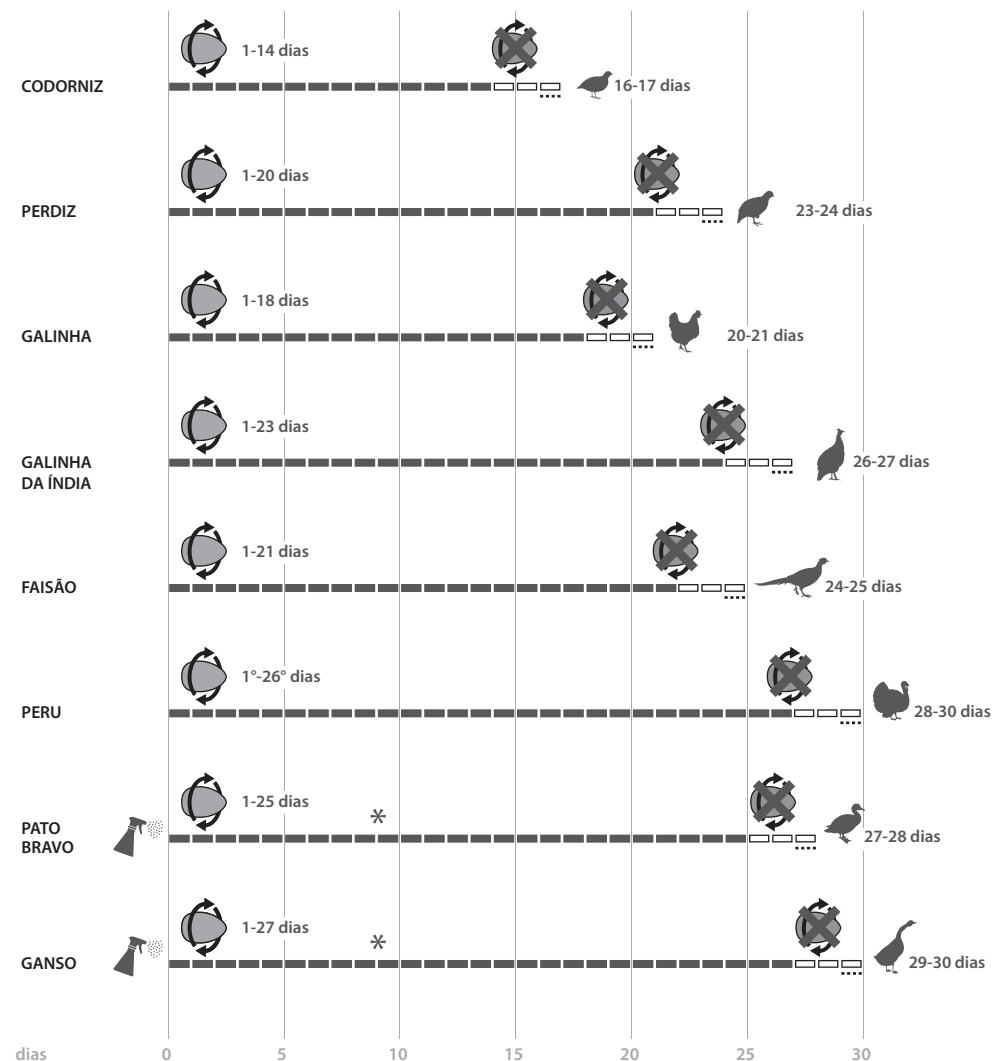 1-14 dias
CODORNIZ
16-17 dias
1-20 dias
PERDIZ
23-24 dias
1-18 dias
GALINHA
20-21 dias
1-23 dias
GALINHA
DA ÍNDIA
26-27 dias
1-21 dias
FAISÃO
24-25 dias
1°-26° dias
PERU
28-30 dias
1-25 dias
*
PATO
BRAVO
27-28 dias
1-27 dias
*
GANSO
29-30 dias
dias 0 5 10 15 20 25 30